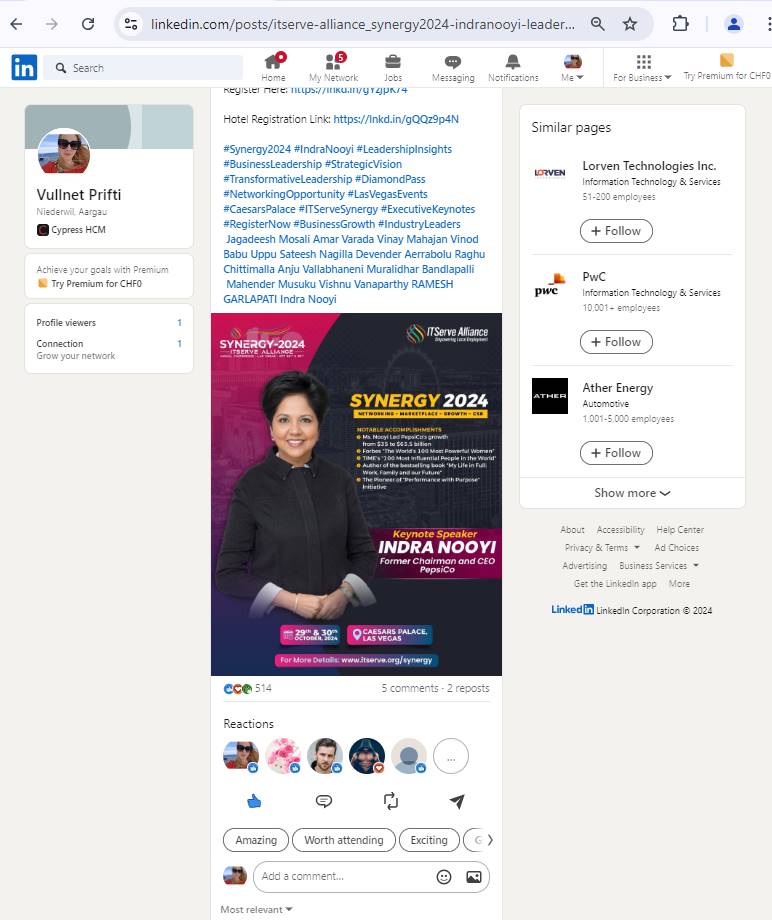 linkedin.com/posts/itserve-alliance_synergy2024-indranooyi-leader...
in
Search
Home
5
My Network
Jobs
Messaging
Notifications
Me
For Business
Try Premium for CHF0
Vullnet Prifti
Niederwil, Aargau
Cypress HCM
Achieve your goals with Premium
Try Premium for CHF0
Profile viewers 1
Connection 1
Grow your network
Register Here:
Hotel Registration Link: https://lnkd.in/gQQz9p4N
#Synergy2024 #IndraNooyi #LeadershipInsights
#BusinessLeadership #StrategicVision
#TransformativeLeadership #DiamondPass
#NetworkingOpportunity #LasVegasEvents
#CaesarsPalace #ITServeSynergy #ExecutiveKeynotes
#RegisterNow #BusinessGrowth #IndustryLeaders
Jagadeesh Mosali Amar Varada Vinay Mahajan Vinod
Babu Uppu Sateesh Nagilla Devender Aerrabolu Raghu
Chittimalla Anju Vallabhaneni Muralidhar Bandlapalli
Mahender Musuku Vishnu Vanaparthy RAMESH
GARLAPATI Indra Nooyi
SYNERGY-2024
ITSERVE ALLIANCE
ITServe Alliance
Empowering Local Employment
SYNERGY 2024
NETWORKING - MARKETPLACE - GROWTH - CSR
NOTABLE ACCOMPLISHMENTS
Ms. Nooyi Led PepsiCo's growth
from $35 to $63.5 billion
Forbes "The World's 100 Most Powerful Women"
TIME's "100 Most Influential People in the World"
Author of the bestselling book "My Life in Full:
Work, Family and our Future"
The Pioneer of "Performance with Purpose"
Initiative
Keynote Speaker
INDRA NOOYI
Former Chairman and CEO
PepsiCo
29th & 30th
OCTOBER, 2024
CAESARS PALACE,
LAS VEGAS
For More Details: www.itserve.org/synergy
514
5 comments · 2 reposts
Reactions
...
Amazing
Worth attending
Exciting
Add a comment...
Most relevant
Similar pages
LORVEN
Lorven Technologies Inc.
Information Technology & Services
51-200 employees
+ Follow
pwc
PwC
Information Technology & Services
10,001+ employees
+ Follow
ATHER
Ather Energy
Automotive
1,001-5,000 employees
+ Follow
Show more
About Accessibility Help Center
Privacy & Terms Ad Choices
Advertising Business Services
Get the LinkedIn app More
LinkedIn LinkedIn Corporation © 2024